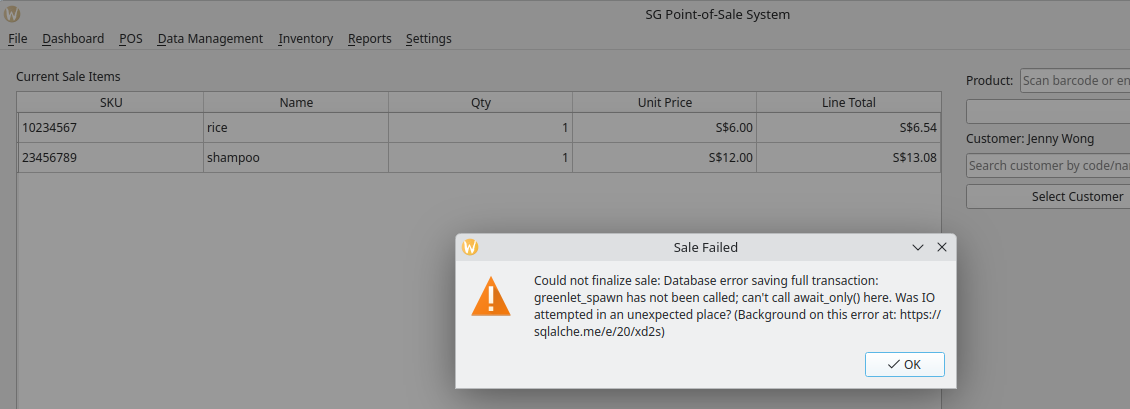 SG Point-of-Sale System
File Dashboard POS Data Management Inventory Reports Settings
Current Sale Items
Product: Scan barcode or en
SKU Name Qty Unit Price Line Total
10234567 rice 1 S$6.00 S$6.54
23456789 shampoo 1 S$12.00 S$13.08
Customer: Jenny Wong
Search customer by code/na
Select Customer
Sale Failed
Could not finalize sale: Database error saving full transaction:
greenlet_spawn has not been called; can't call await_only() here. Was IO
attempted in an unexpected place? (Background on this error at: https://
sqlalche.me/e/20/xd2s)
OK